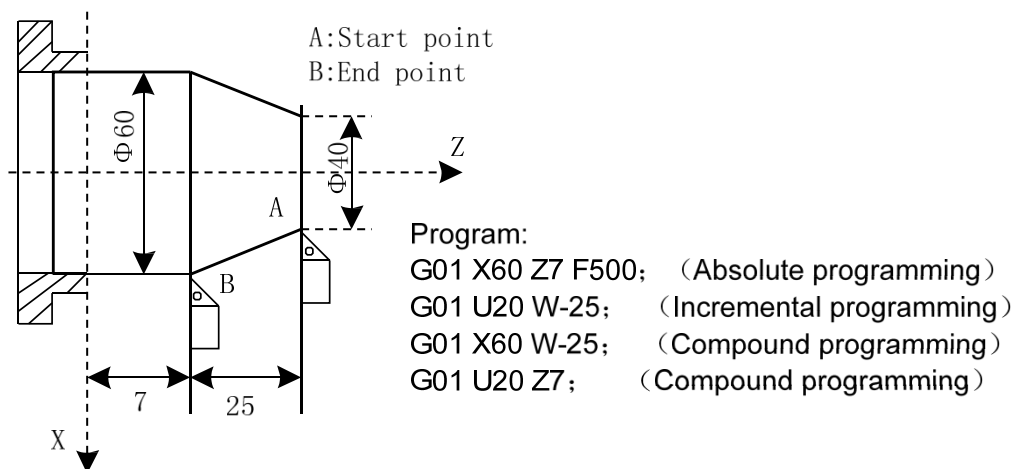 A:Start point
B:End point
Φ60
Φ40
Z
A
B
Program:
G01 X60 Z7 F500; （Absolute programming）
G01 U20 W-25; （Incremental programming）
G01 X60 W-25; （Compound programming）
G01 U20 Z7; （Compound programming）
7
25
X